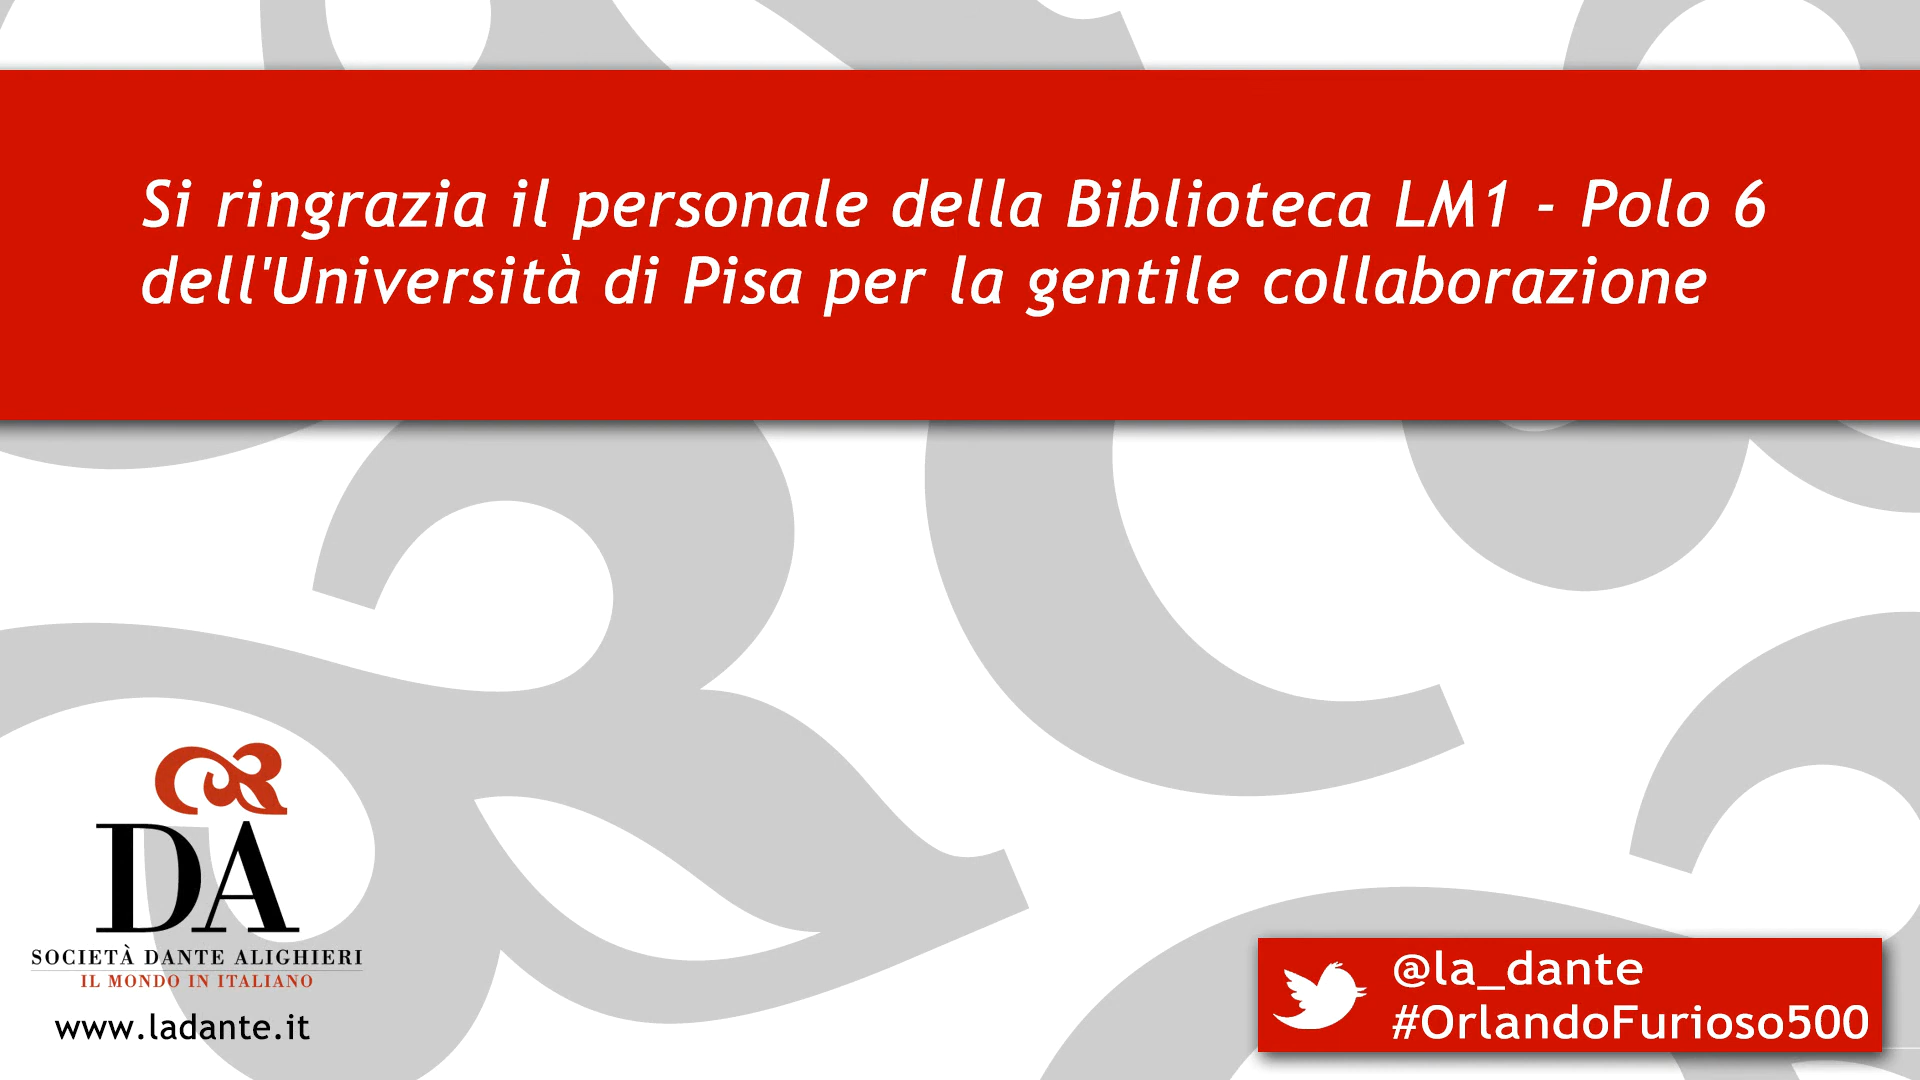 Si ringrazia il personale della Biblioteca LM1 - Polo 6
dell'Università di Pisa per la gentile collaborazione
DA
SOCIETÀ DANTE ALIGHIERI
IL MONDO IN ITALIANO
www.ladante.it
@la_dante
#OrlandoFurioso500